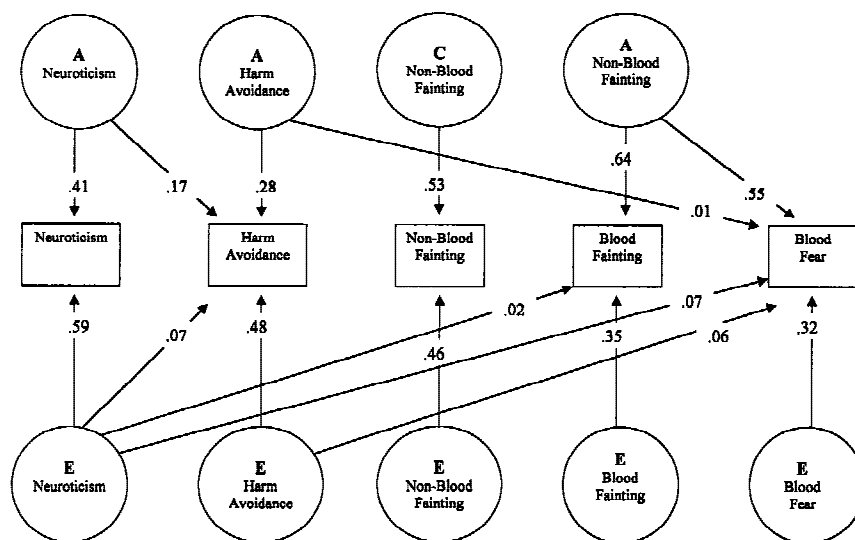 A
Neuroticism
A
Harm
Avoidance
C
Non-Blood
Fainting
A
Non-Blood
Fainting
.41
.17
.28
.53
.64
.01
.55
Neuroticism
Harm
Avoidance
Non-Blood
Fainting
Blood
Fainting
Blood
Fear
.59
.07
.48
.46
.02
.35
.07
.06
.32
E
Neuroticism
E
Harm
Avoidance
E
Non-Blood
Fainting
E
Blood
Fainting
E
Blood
Fear